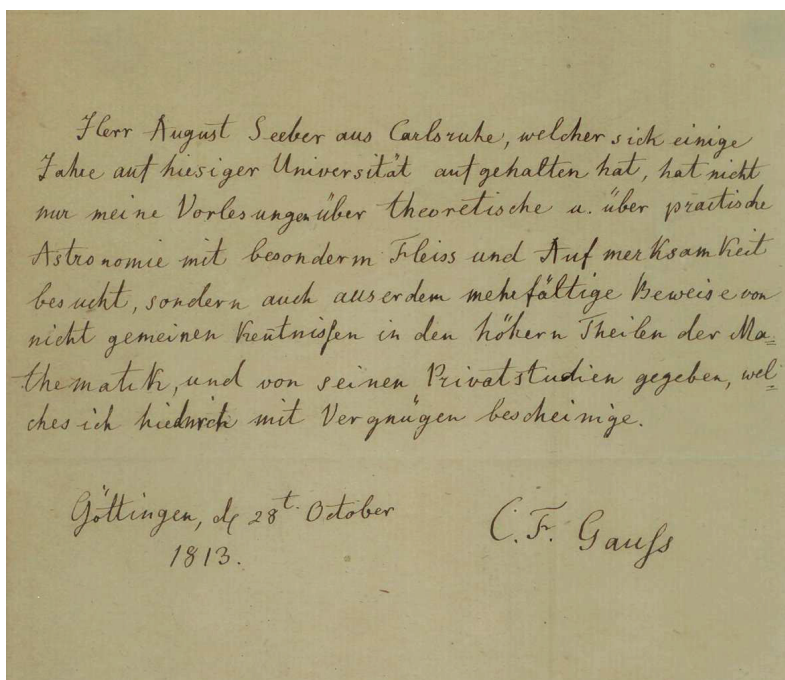 Herr August Seeber aus Carlsruhe, welcher sich einige
Jahre auf hiesiger Universität aufgehalten hat, hat nicht
nur meine Vorlesungen über theoretische u. über practische
Astronomie mit besonderm Fleiss und Aufmerksamkeit
besucht, sondern auch auserdem mehrfältige Beweise von
nicht gemeinen Kentnissen in den höhern Theilen der Ma=
thematik, und von seinen Privatstudien gegeben, wel=
ches ich hiedurch mit Vergnügen bescheinige.
Göttingen, d 28t. October
1813.
C. F. Gauss